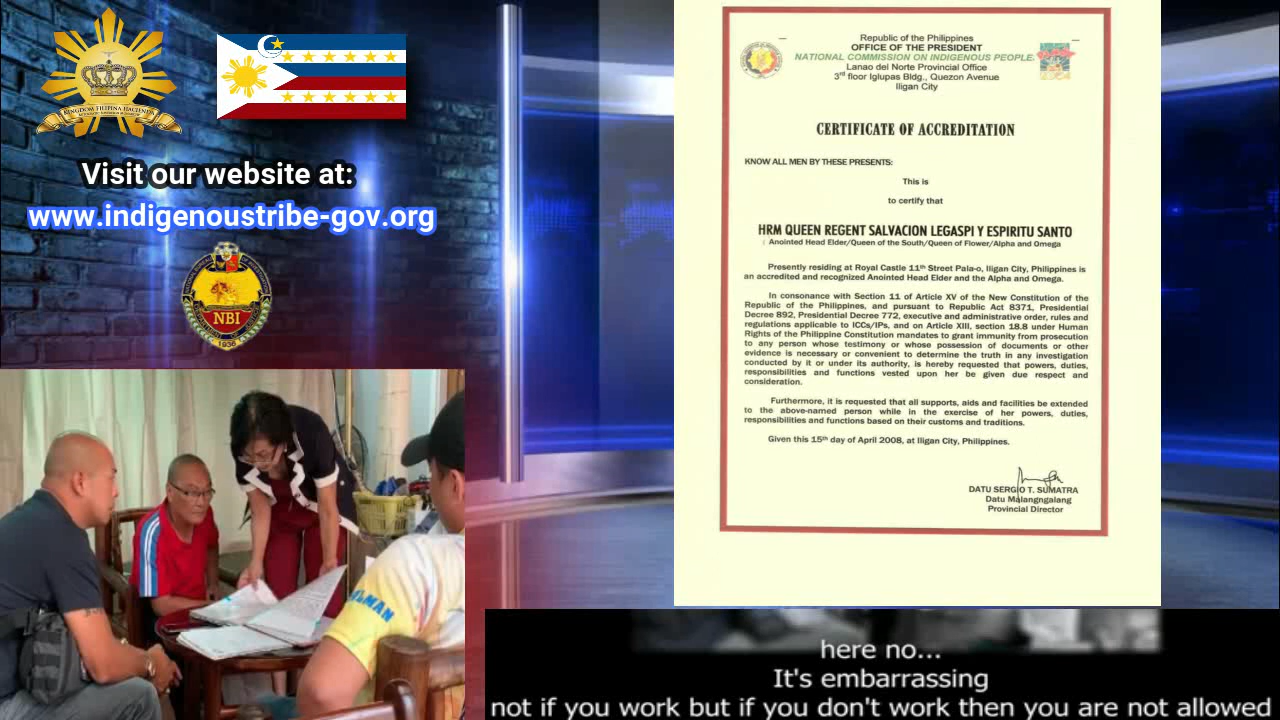 KINGDOM FILIPINA HACIENDA
Visit our website at:
www.indigenoustribe-gov.org
NBI
1936
Republic of the Philippines
OFFICE OF THE PRESIDENT
NATIONAL COMMISSION ON INDIGENOUS PEOPLE.
Lanao del Norte Provincial Office
3rd floor Iglupas Bldg., Quezon Avenue
Iligan City
CERTIFICATE OF ACCREDITATION
KNOW ALL MEN BY THESE PRESENTS:
This is
to certify that
HRM QUEEN REGENT SALVACION LEGASPI Y ESPIRITU SANTO
( Anointed Head Elder/Queen of the South/Queen of Flower/Alpha and Omega
Presently residing at Royal Castle 11th Street Pala-o, Iligan City, Philippines is
an accredited and recognized Anointed Head Elder and the Alpha and Omega.
In consonance with Section 11 of Article XV of the New Constitution of the
Republic of the Philippines, and pursuant to Republic Act 8371, Presidential
Decree 892, Presidential Decree 772, executive and administrative order, rules and
regulations applicable to ICCs/IPs, and on Article XIII, section 18.8 under Human
Rights of the Philippine Constitution mandates to grant immunity from prosecution
to any person whose testimony or whose possession of documents or other
evidence is necessary or convenient to determine the truth in any investigation
conducted by it or under its authority, is hereby requested that powers, duties,
responsibilities and functions vested upon her be given due respect and
consideration.
Furthermore, it is requested that all supports, aids and facilities be extended
to the above-named person while in the exercise of her powers, duties,
responsibilities and functions based on their customs and traditions.
Given this 15th day of April 2008, at Iligan City, Philippines.
DATU SERGIO T. SUMATRA
Datu Malangngalang
Provincial Director
here no...
It's embarrassing
not if you work but if you don't work then you are not allowed